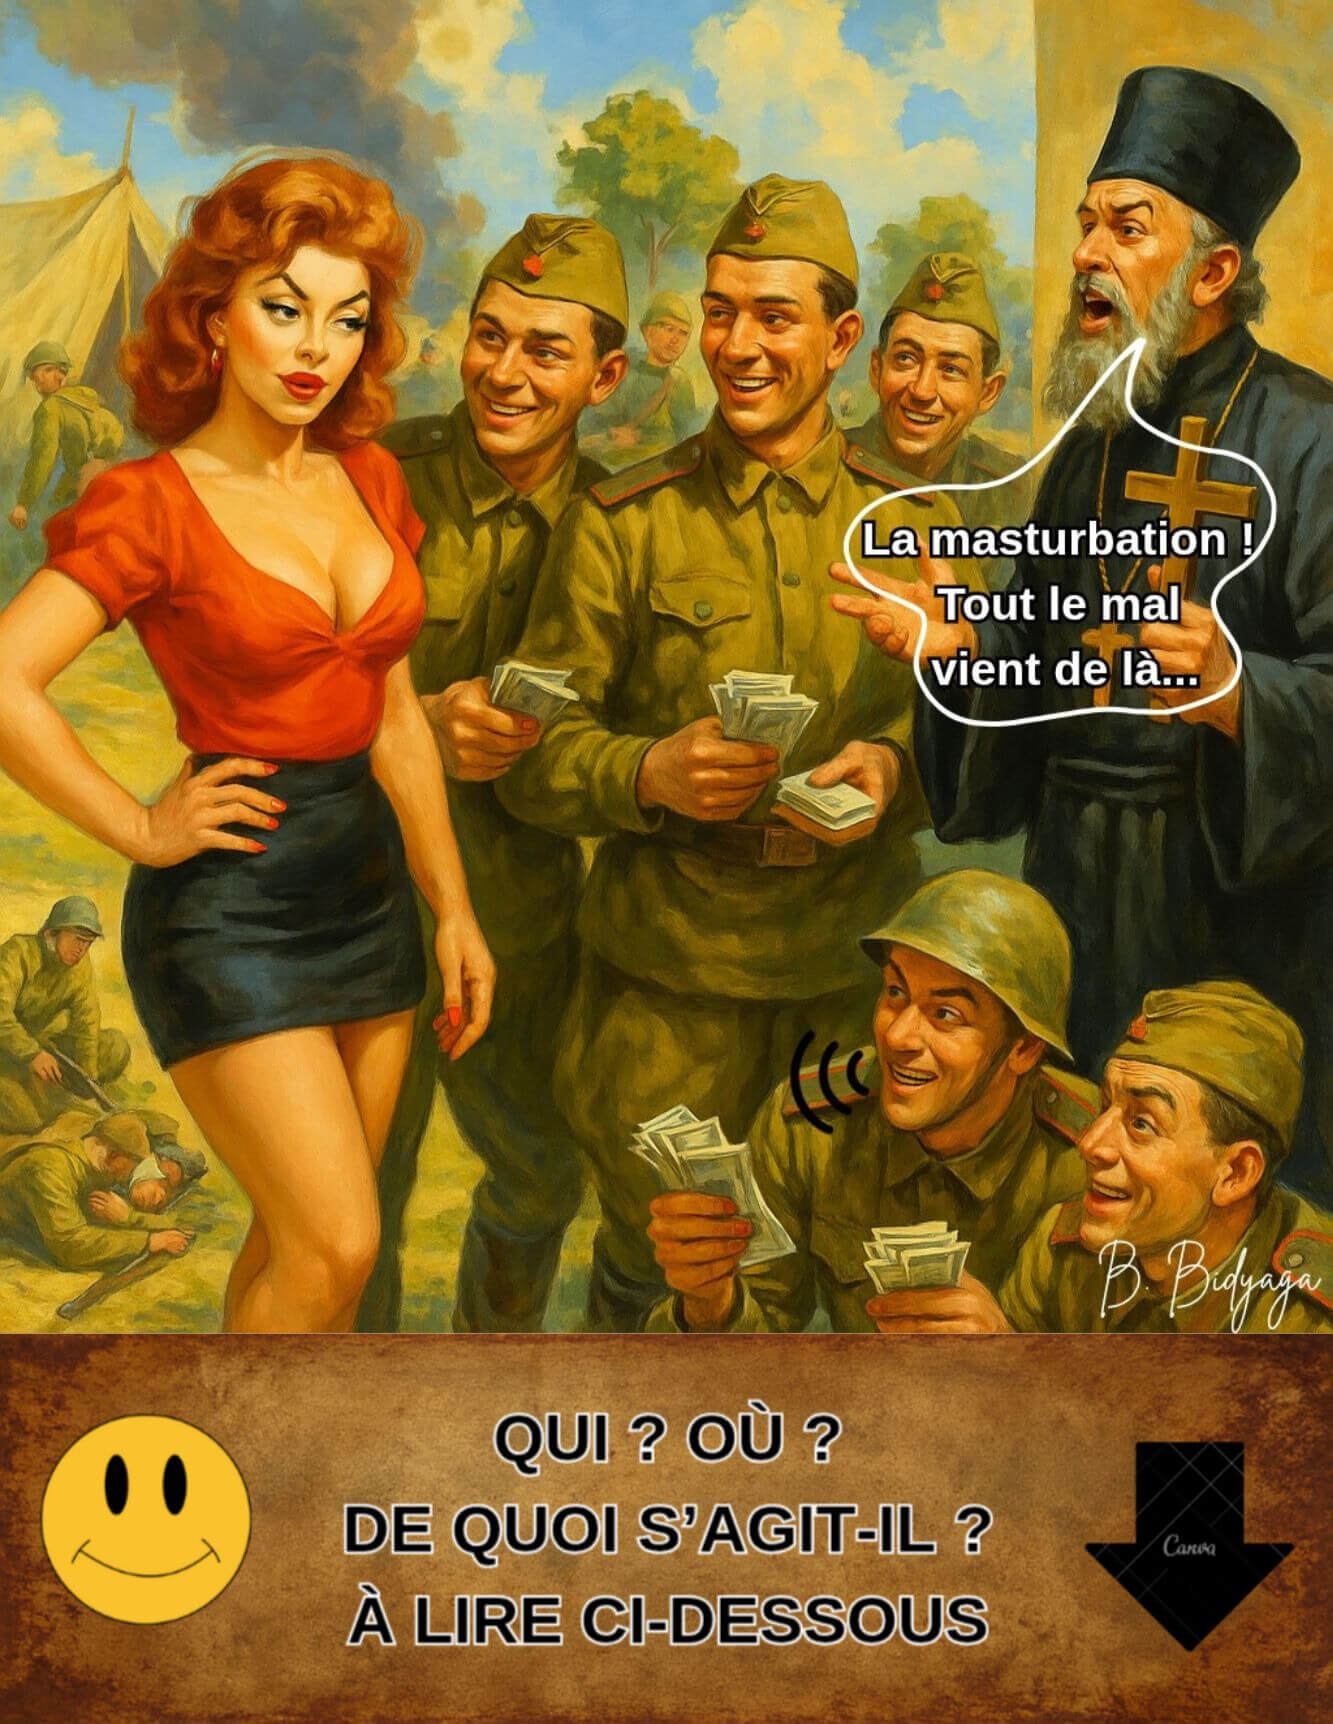 La masturbation !
Tout le mal
vient de là...
B. Bidyaga
QUI ? OÙ ?
DE QUOI S’AGIT-IL ?
À LIRE CI-DESSOUS
Canva